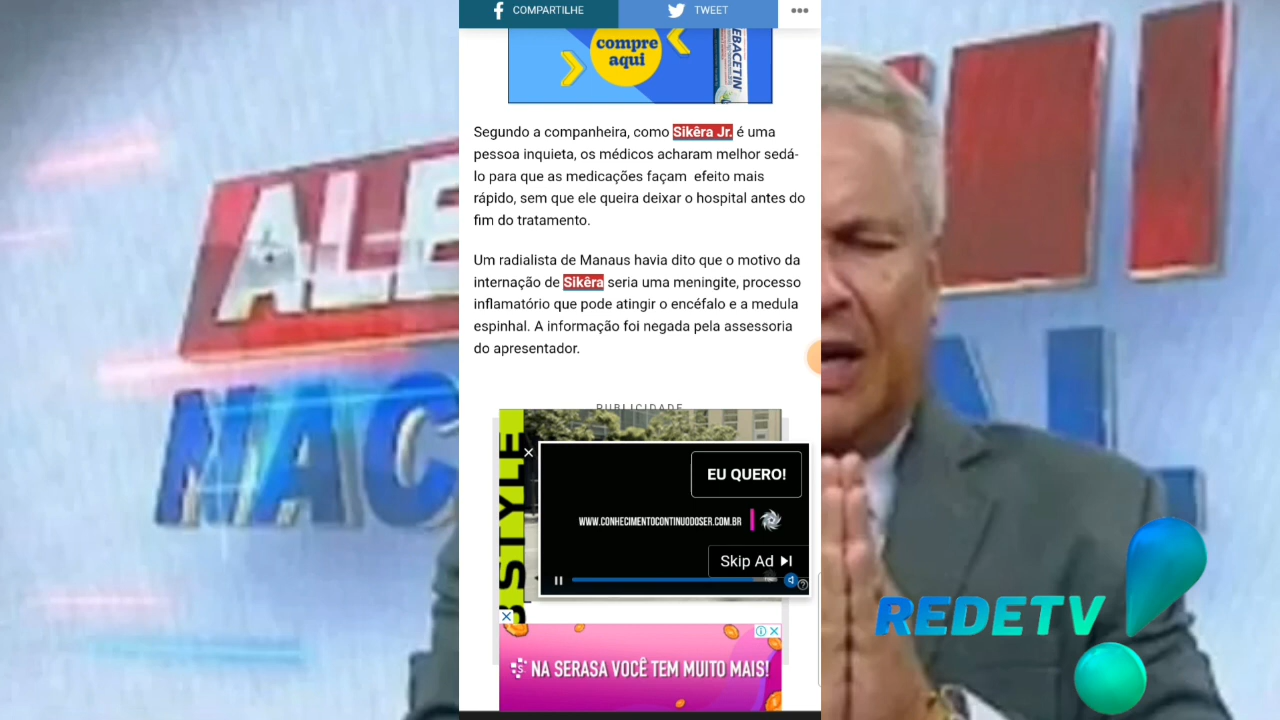 COMPARTILHE
TWEET
compre
aqui
EBACETIN
Segundo a companheira, como Sikêra Jr. é uma
pessoa inquieta, os médicos acharam melhor sedá-
lo para que as medicações façam efeito mais
rápido, sem que ele queira deixar o hospital antes do
fim do tratamento.
Um radialista de Manaus havia dito que o motivo da
internação de Sikêra seria uma meningite, processo
inflamatório que pode atingir o encéfalo e a medula
espinhal. A informação foi negada pela assessoria
do apresentador.
PUBLICIDADE
STYLE
EU QUERO!
WWW.CONHECIMENTOCONTINUODOSER.COM.BR
Skip Ad
S NA SERASA VOCÊ TEM MUITO MAIS!
ALE
NAC
REDETV!